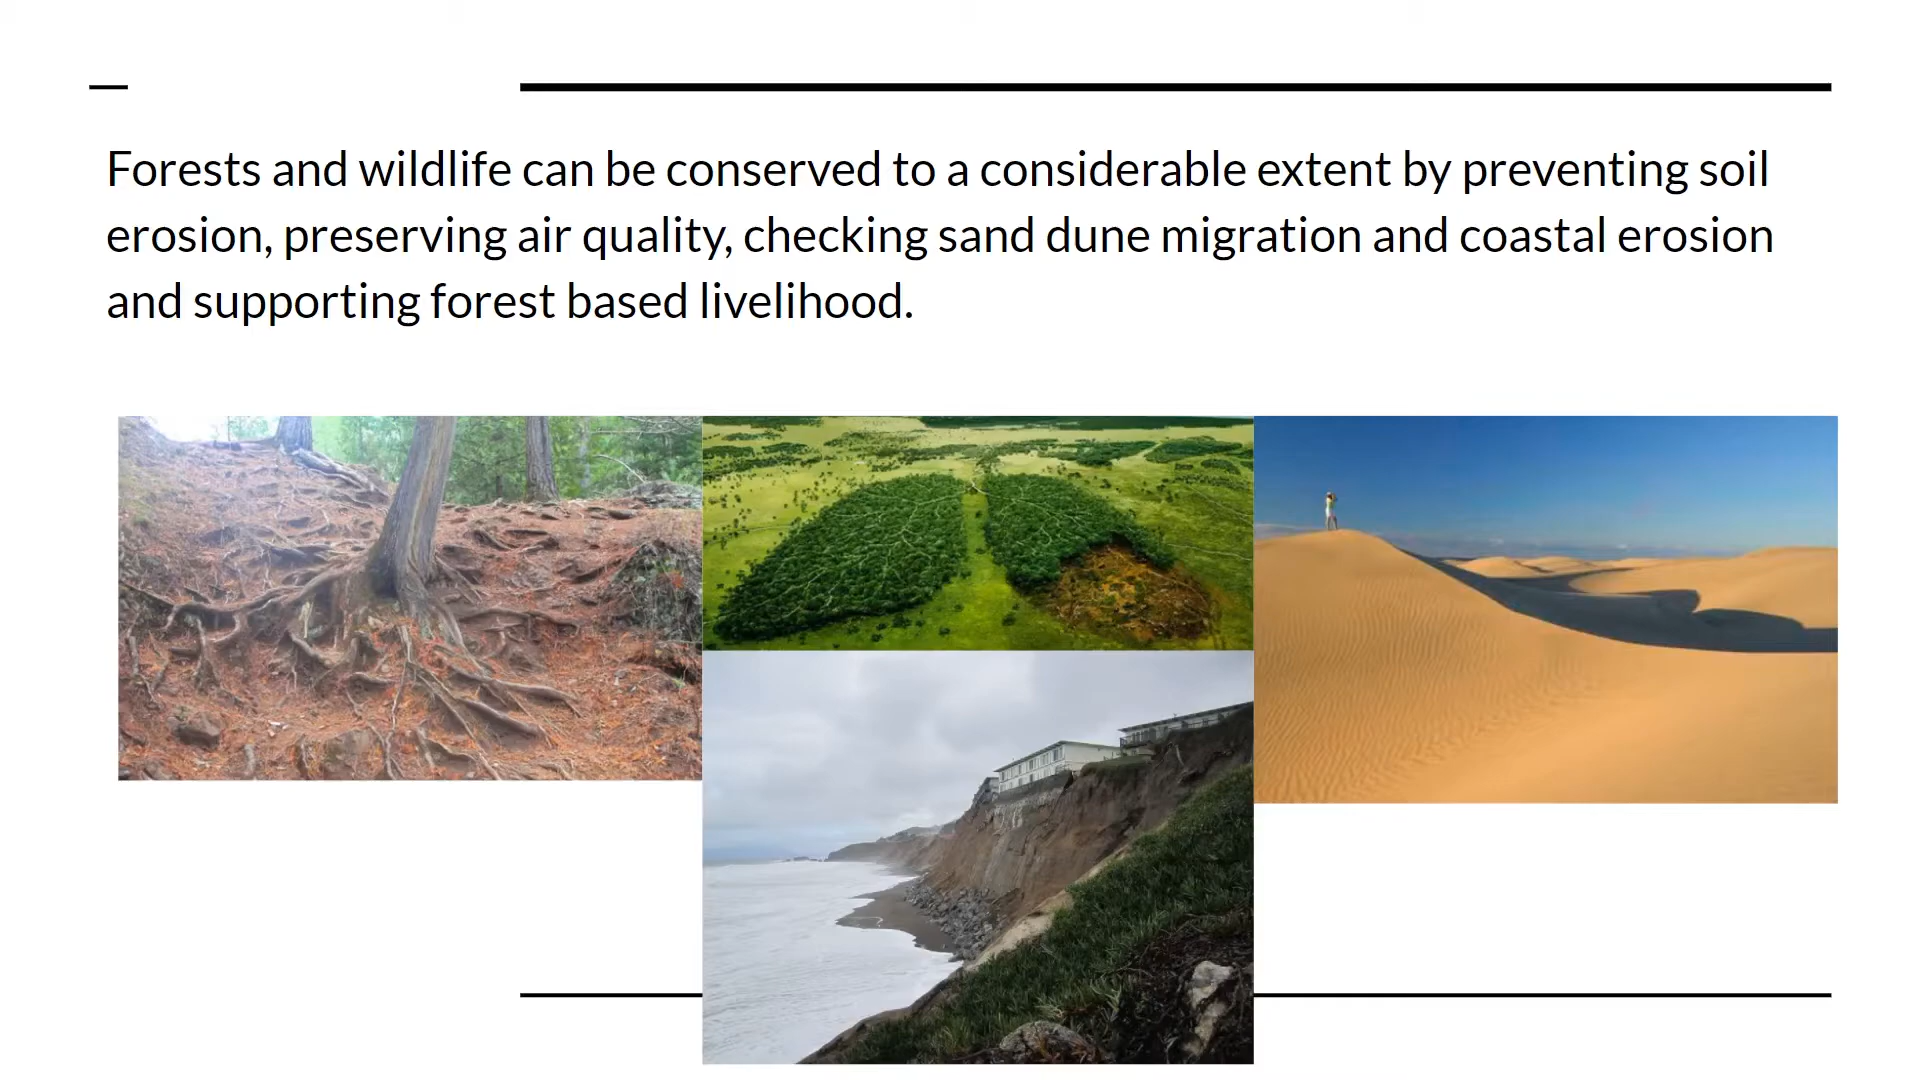 Forests and wildlife can be conserved to a considerable extent by preventing soil
erosion, preserving air quality, checking sand dune migration and coastal erosion
and supporting forest based livelihood.